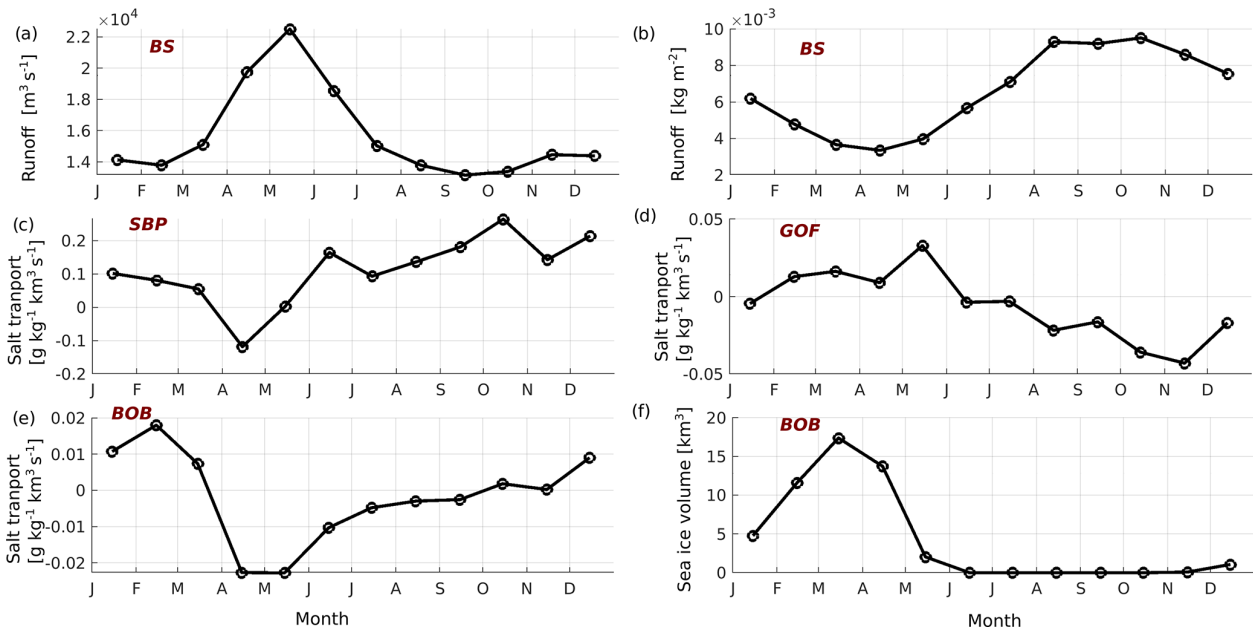 (a)
×10⁴
BS
Runoff [m³ s⁻¹]
2.2
2
1.8
1.6
1.4
J F M A M J J A S O N D
(b)
×10⁻³
BS
Runoff [kg m⁻²]
10
8
6
4
2
J F M A M J J A S O N D
(c)
SBP
Salt tranport
[g kg⁻¹ km³ s⁻¹]
0.2
0.1
0
-0.1
-0.2
J F M A M J J A S O N D
(d)
GOF
Salt tranport
[g kg⁻¹ km³ s⁻¹]
0.05
0
-0.05
J F M A M J J A S O N D
(e)
BOB
Salt tranport
[g kg⁻¹ km³ s⁻¹]
0.02
0.01
0
-0.01
-0.02
J F M A M J J A S O N D
Month
(f)
BOB
Sea ice volume [km³]
20
15
10
5
0
J F M A M J J A S O N D
Month